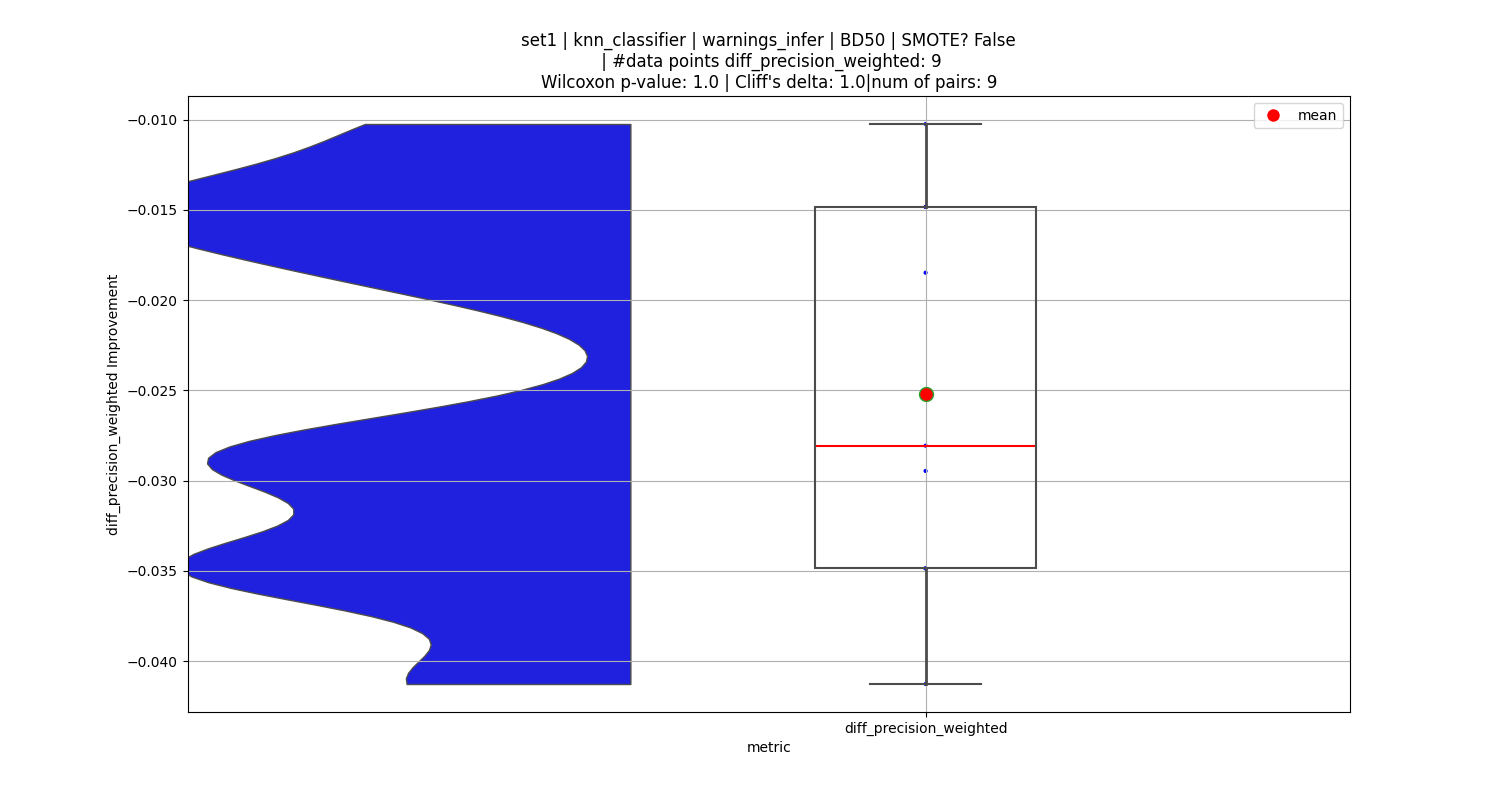 set1 | knn_classifier | warnings_infer | BD50 | SMOTE? False
| #data points diff_precision_weighted: 9
Wilcoxon p-value: 1.0 | Cliff's delta: 1.0|num of pairs: 9
mean
−0.010
−0.015
−0.020
−0.025
−0.030
−0.035
−0.040
diff_precision_weighted Improvement
diff_precision_weighted
metric